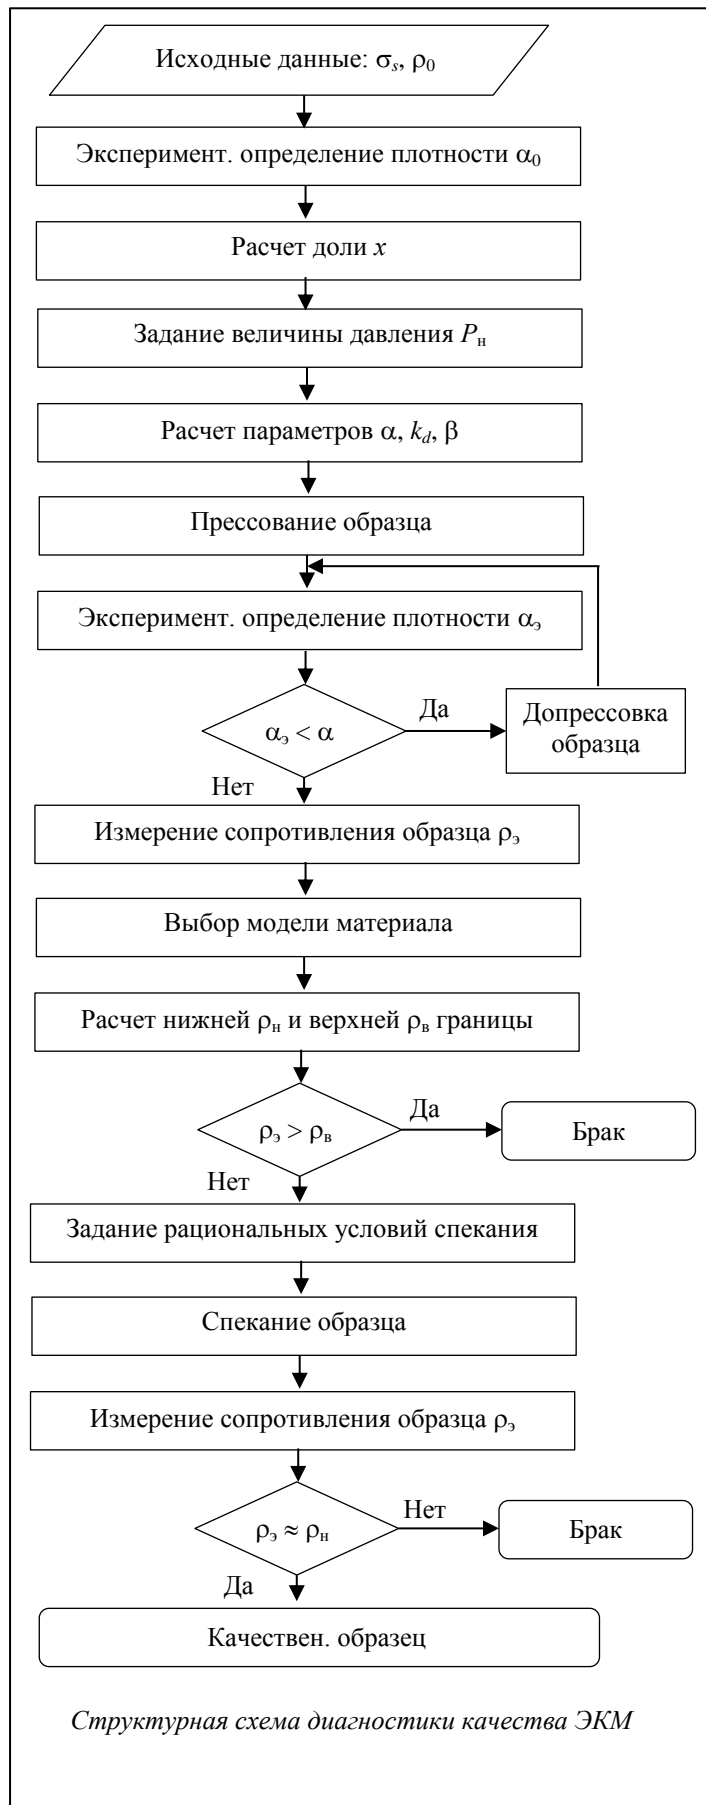 Исходные данные: σs, ρ0
Эксперимент. определение плотности α0
Расчет доли x
Задание величины давления Pн
Расчет параметров α, kd, β
Прессование образца
Эксперимент. определение плотности αэ
αэ < α
Да
Допрессовка
образца
Нет
Измерение сопротивления образца ρэ
Выбор модели материала
Расчет нижней ρн и верхней ρв границы
ρэ > ρв
Да
Брак
Нет
Задание рациональных условий спекания
Спекание образца
Измерение сопротивления образца ρэ
ρэ ≈ ρн
Нет
Брак
Да
Качествен. образец
Структурная схема диагностики качества ЭКМ